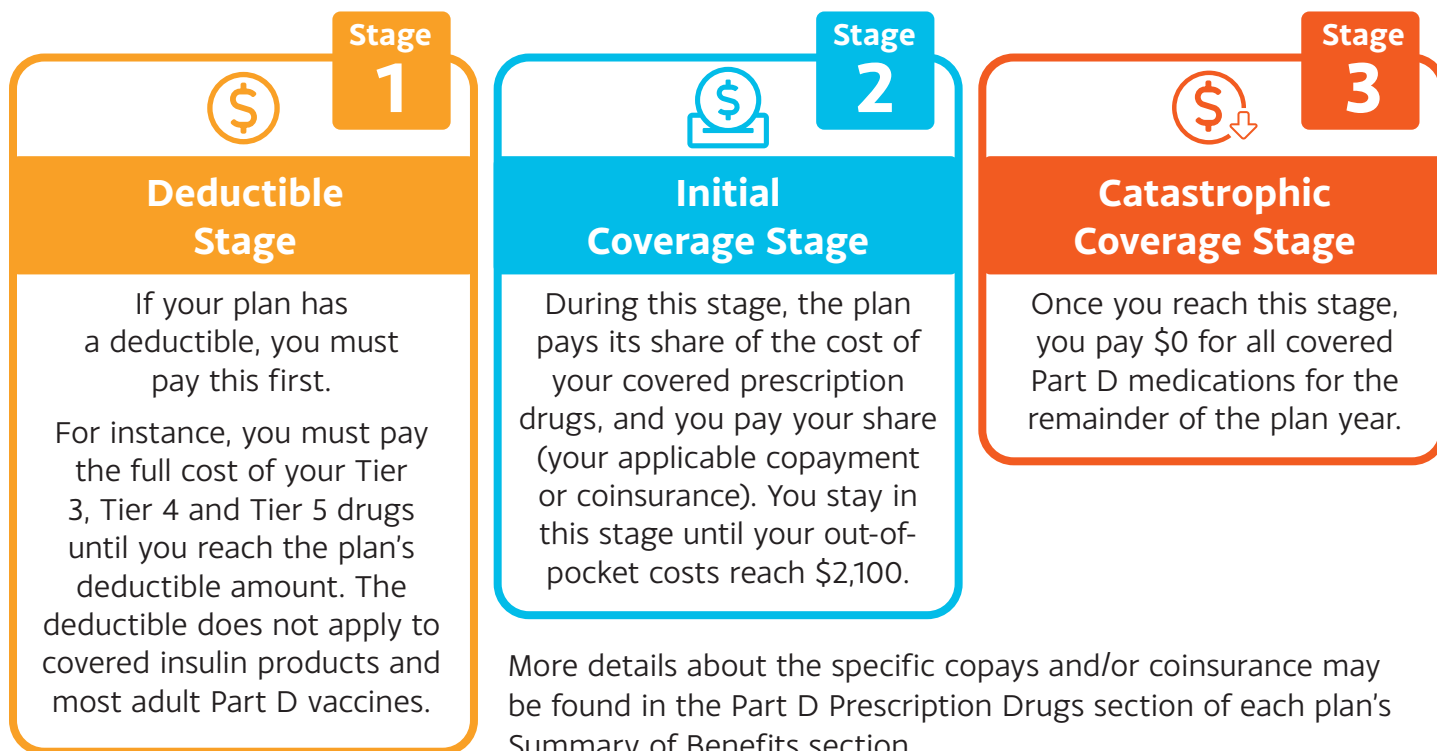 Stage
1
$
Deductible
Stage
If your plan has
a deductible, you must
pay this first.
For instance, you must pay
the full cost of your Tier
3, Tier 4 and Tier 5 drugs
until you reach the plan’s
deductible amount. The
deductible does not apply to
covered insulin products and
most adult Part D vaccines.
Stage
2
$
Initial
Coverage Stage
During this stage, the plan
pays its share of the cost of
your covered prescription
drugs, and you pay your share
(your applicable copayment
or coinsurance). You stay in
this stage until your out-of-
pocket costs reach $2,100.
Stage
3
$
Catastrophic
Coverage Stage
Once you reach this stage,
you pay $0 for all covered
Part D medications for the
remainder of the plan year.
More details about the specific copays and/or coinsurance may
be found in the Part D Prescription Drugs section of each plan’s
Summary of Benefits section